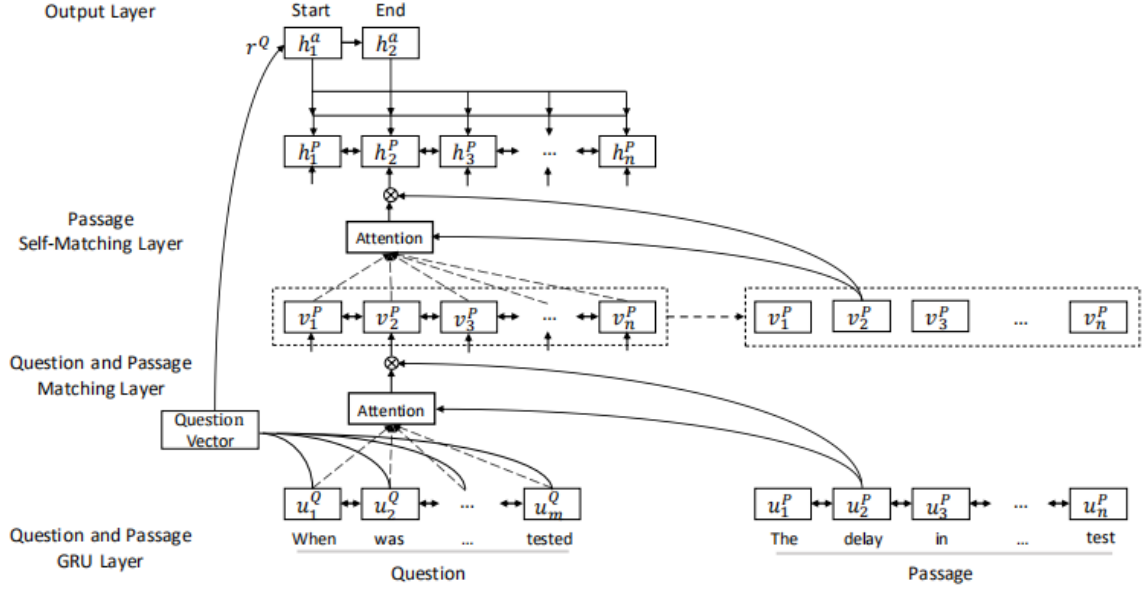 Output Layer
Start End
r^Q h_1^a h_2^a
h_1^P h_2^P h_3^P ... h_n^P
Passage
Self-Matching Layer
Attention
v_1^P v_2^P v_3^P ... v_n^P
v_1^P v_2^P v_3^P ... v_n^P
Question and Passage
Matching Layer
Attention
Question
Vector
u_1^Q u_2^Q ... u_m^Q
u_1^P u_2^P u_3^P ... u_n^P
Question and Passage
GRU Layer
When was ... tested
The delay in ... test
Question
Passage